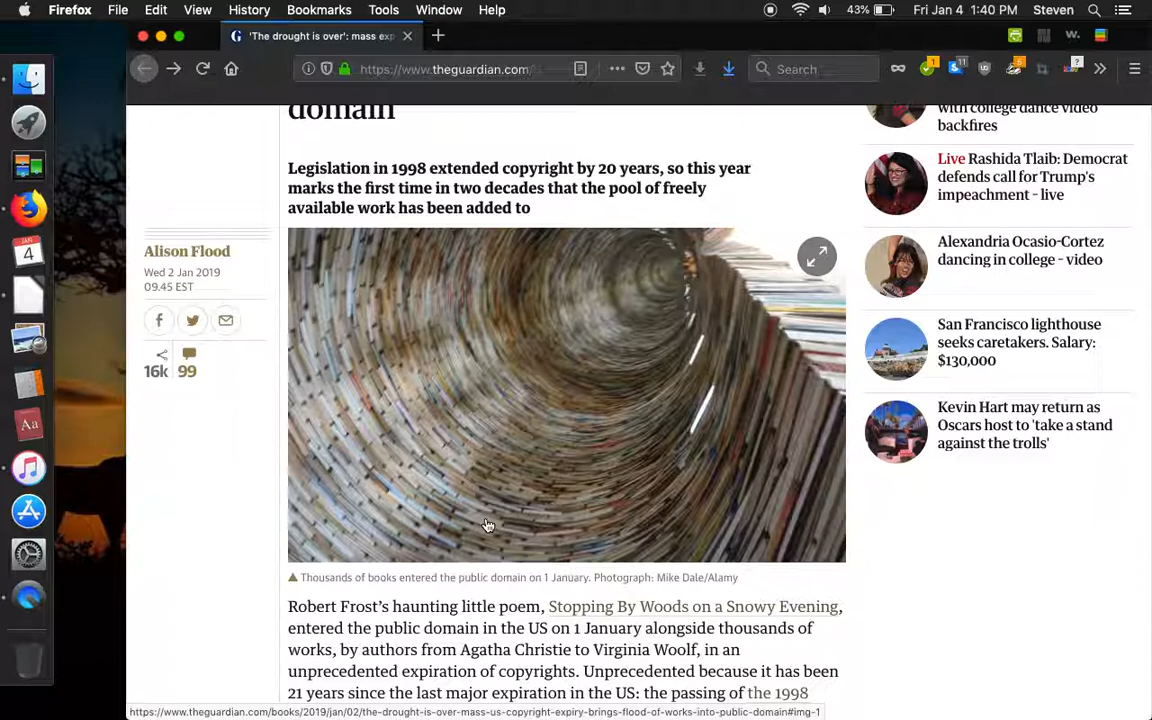 Firefox File Edit View History Bookmarks Tools Window Help 43% Fri Jan 4 1:40 PM Steven
'The drought is over': mass exp
https://www.theguardian.com
Search
1
11
6
?
domain
Legislation in 1998 extended copyright by 20 years, so this year
marks the first time in two decades that the pool of freely
available work has been added to
Alison Flood
Wed 2 Jan 2019
09.45 EST
16k 99
JAN
4
Aa
▲ Thousands of books entered the public domain on 1 January. Photograph: Mike Dale/Alamy
Robert Frost's haunting little poem, Stopping By Woods on a Snowy Evening,
entered the public domain in the US on 1 January alongside thousands of
works, by authors from Agatha Christie to Virginia Woolf, in an
unprecedented expiration of copyrights. Unprecedented because it has been
21 years since the last major expiration in the US: the passing of the 1998
with college dance video
backfires
Live Rashida Tlaib: Democrat
defends call for Trump's
impeachment – live
Alexandria Ocasio-Cortez
dancing in college – video
San Francisco lighthouse
seeks caretakers. Salary:
$130,000
Kevin Hart may return as
Oscars host to 'take a stand
against the trolls'
https://www.theguardian.com/books/2019/jan/02/the-drought-is-over-mass-us-copyright-expiry-brings-flood-of-works-into-public-domain#img-1